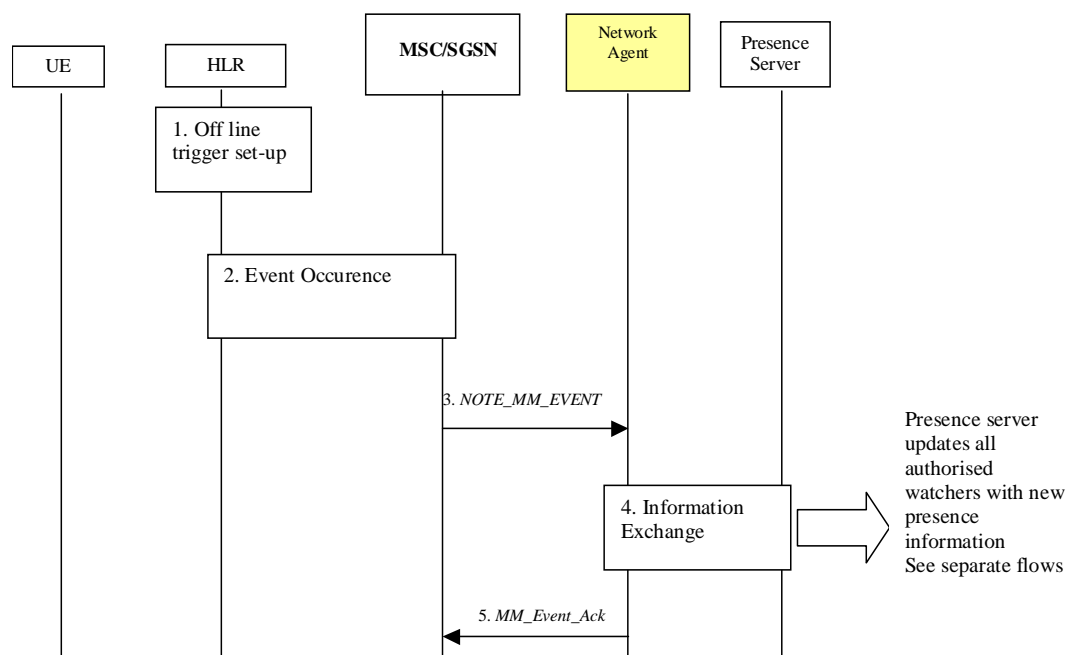 UE
HLR
MSC/SGSN
Network
Agent
Presence
Server
1. Off line
trigger set-up
2. Event Occurence
3. NOTE_MM_EVENT
4. Information
Exchange
Presence server
updates all
authorised
watchers with new
presence
information
See separate flows
5. MM_Event_Ack